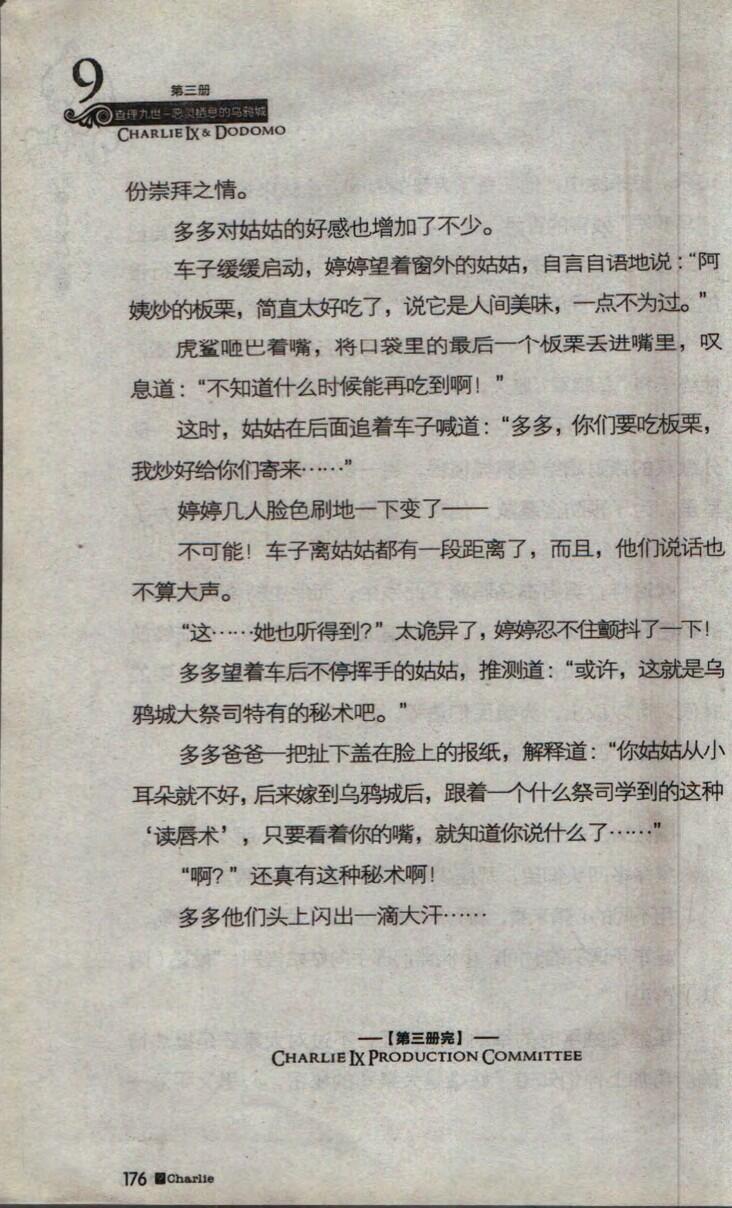 9
第三册
查理九世-恶灵栖息的乌鸦城
CHARLIE IX & DODOMO
份崇拜之情。
多多对姑姑的好感也增加了不少。
车子缓缓启动，婷婷望着窗外的姑姑，自言自语地说：“阿
姨炒的板栗，简直太好吃了，说它是人间美味，一点不为过。”
虎鲨咂巴着嘴，将口袋里的最后一个板栗丢进嘴里，叹
息道：“不知道什么时候能再吃到啊！”
这时，姑姑在后面追着车子喊道：“多多，你们要吃板栗，
我炒好给你们寄来……”
婷婷几人脸色刷地一下变了——
不可能！车子离姑姑都有一段距离了，而且，他们说话也
不算大声。
“这……她也听得到？”太诡异了，婷婷忍不住颤抖了一下！
多多望着车后不停挥手的姑姑，推测道：“或许，这就是乌
鸦城大祭司特有的秘术吧。”
多多爸爸一把扯下盖在脸上的报纸，解释道：“你姑姑从小
耳朵就不好，后来嫁到乌鸦城后，跟着一个什么祭司学到的这种
‘读唇术’，只要看着你的嘴，就知道你说什么了……”
“啊？”还真有这种秘术啊！
多多他们头上闪出一滴大汗……
——【第三册完】——
CHARLIE IX PRODUCTION COMMITTEE
176 Charlie